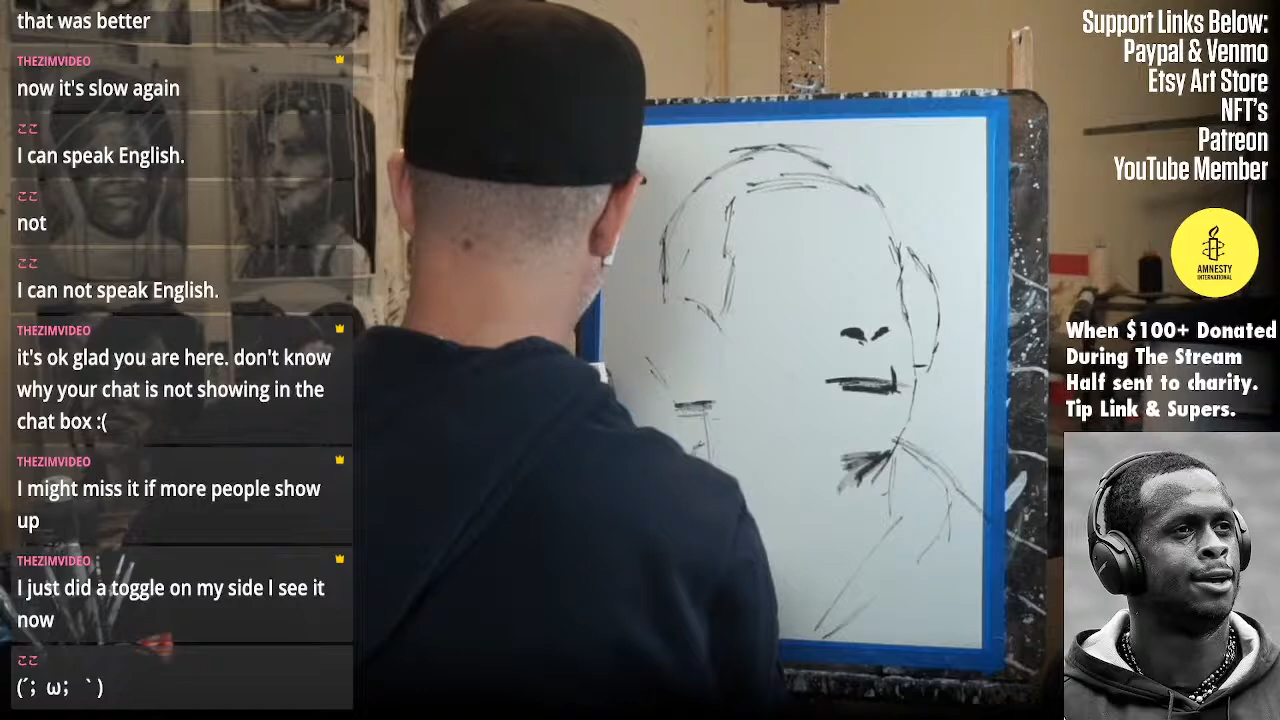 that was better
THEZIMVIDEO
now it's slow again
ここ
I can speak English.
ここ
not
ここ
I can not speak English.
THEZIMVIDEO
it's ok glad you are here. don't know
why your chat is not showing in the
chat box :(
THEZIMVIDEO
I might miss it if more people show
up
THEZIMVIDEO
I just did a toggle on my side I see it
now
ここ
(´; ω; ｀)
Support Links Below:
Paypal & Venmo
Etsy Art Store
NFT's
Patreon
YouTube Member
AMNESTY
INTERNATIONAL
When $100+ Donated
During The Stream
Half sent to charity.
Tip Link & Supers.